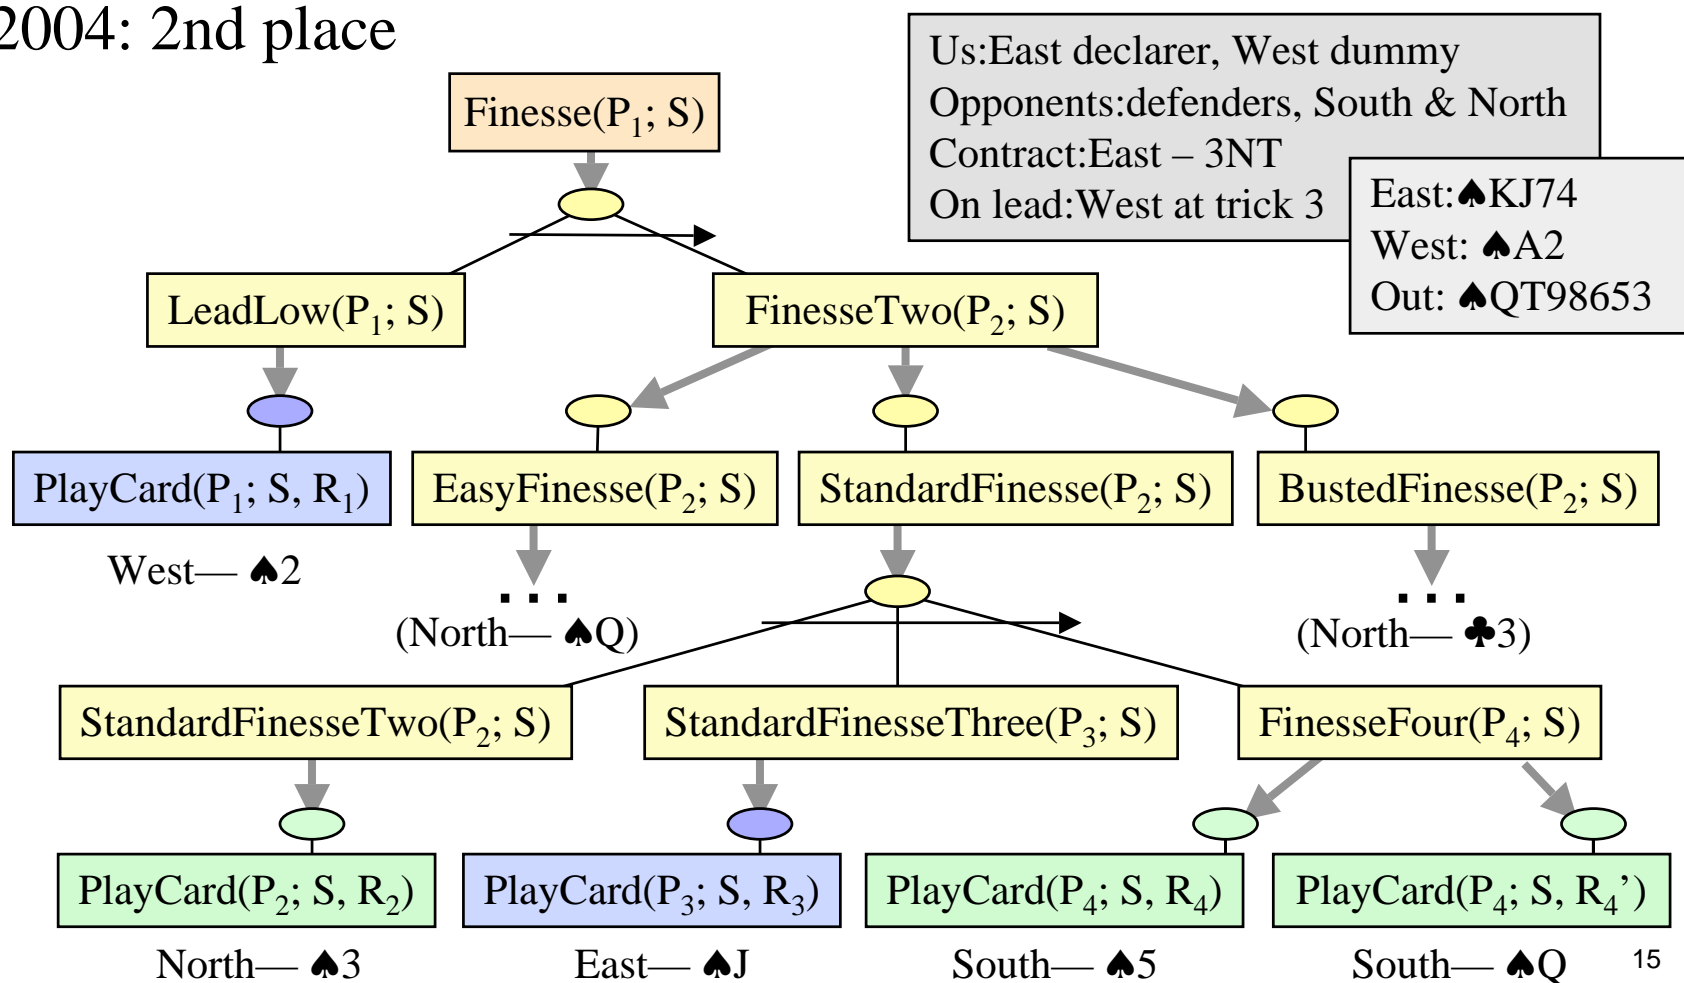 2004: 2nd place
Us:East declarer, West dummy
Opponents:defenders, South & North
Contract:East – 3NT
On lead:West at trick 3
East:♠KJ74
West: ♠A2
Out: ♠QT98653
Finesse(P₁; S)
LeadLow(P₁; S)
FinesseTwo(P₂; S)
PlayCard(P₁; S, R₁)
EasyFinesse(P₂; S)
StandardFinesse(P₂; S)
BustedFinesse(P₂; S)
West— ♠2
. . .
(North— ♠Q)
. . .
(North— ♣3)
StandardFinesseTwo(P₂; S)
StandardFinesseThree(P₃; S)
FinesseFour(P₄; S)
PlayCard(P₂; S, R₂)
PlayCard(P₃; S, R₃)
PlayCard(P₄; S, R₄)
PlayCard(P₄; S, R₄’)
North— ♠3
East— ♠J
South— ♠5
South— ♠Q
15